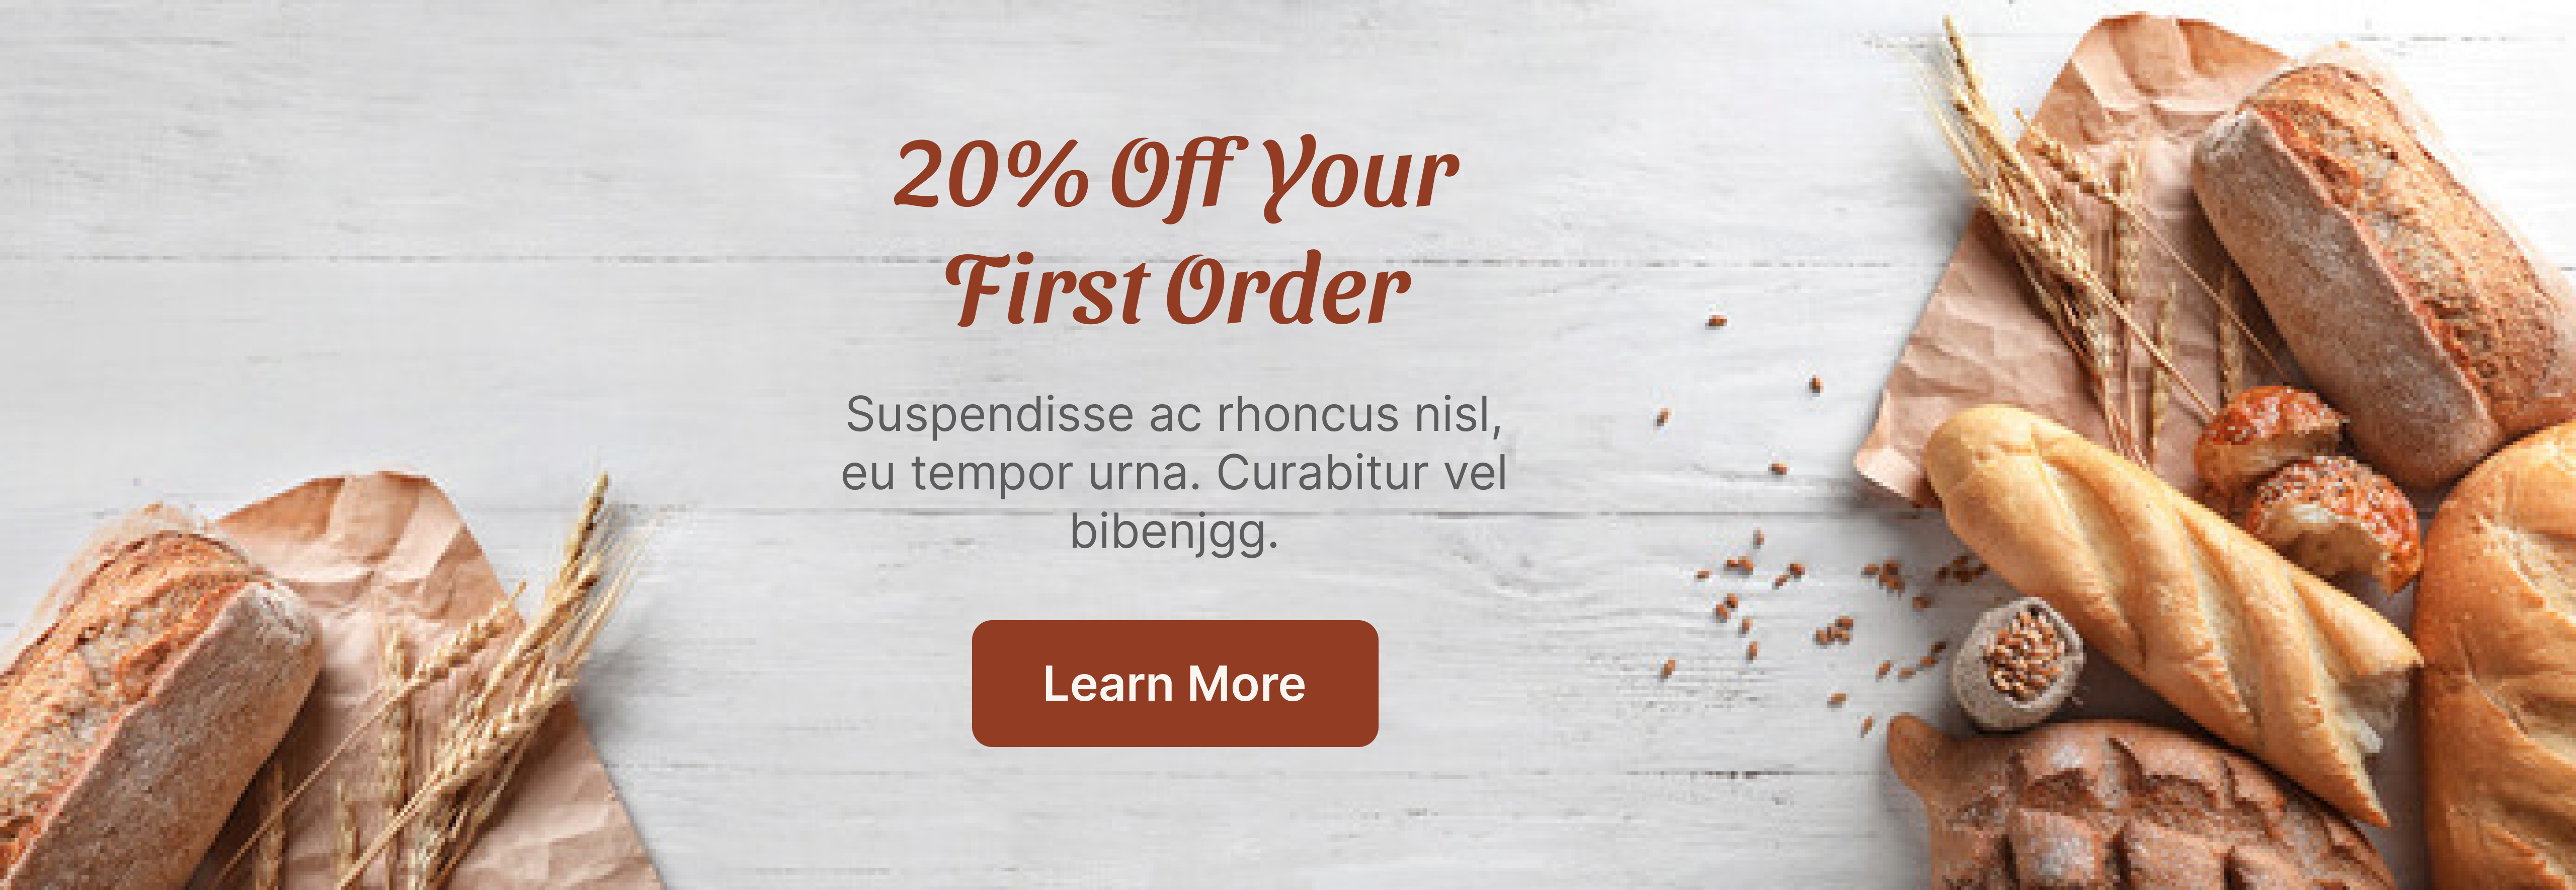 20% Off Your
First Order
Suspendisse ac rhoncus nisl,
eu tempor urna. Curabitur vel
bibenjgg.
Learn More